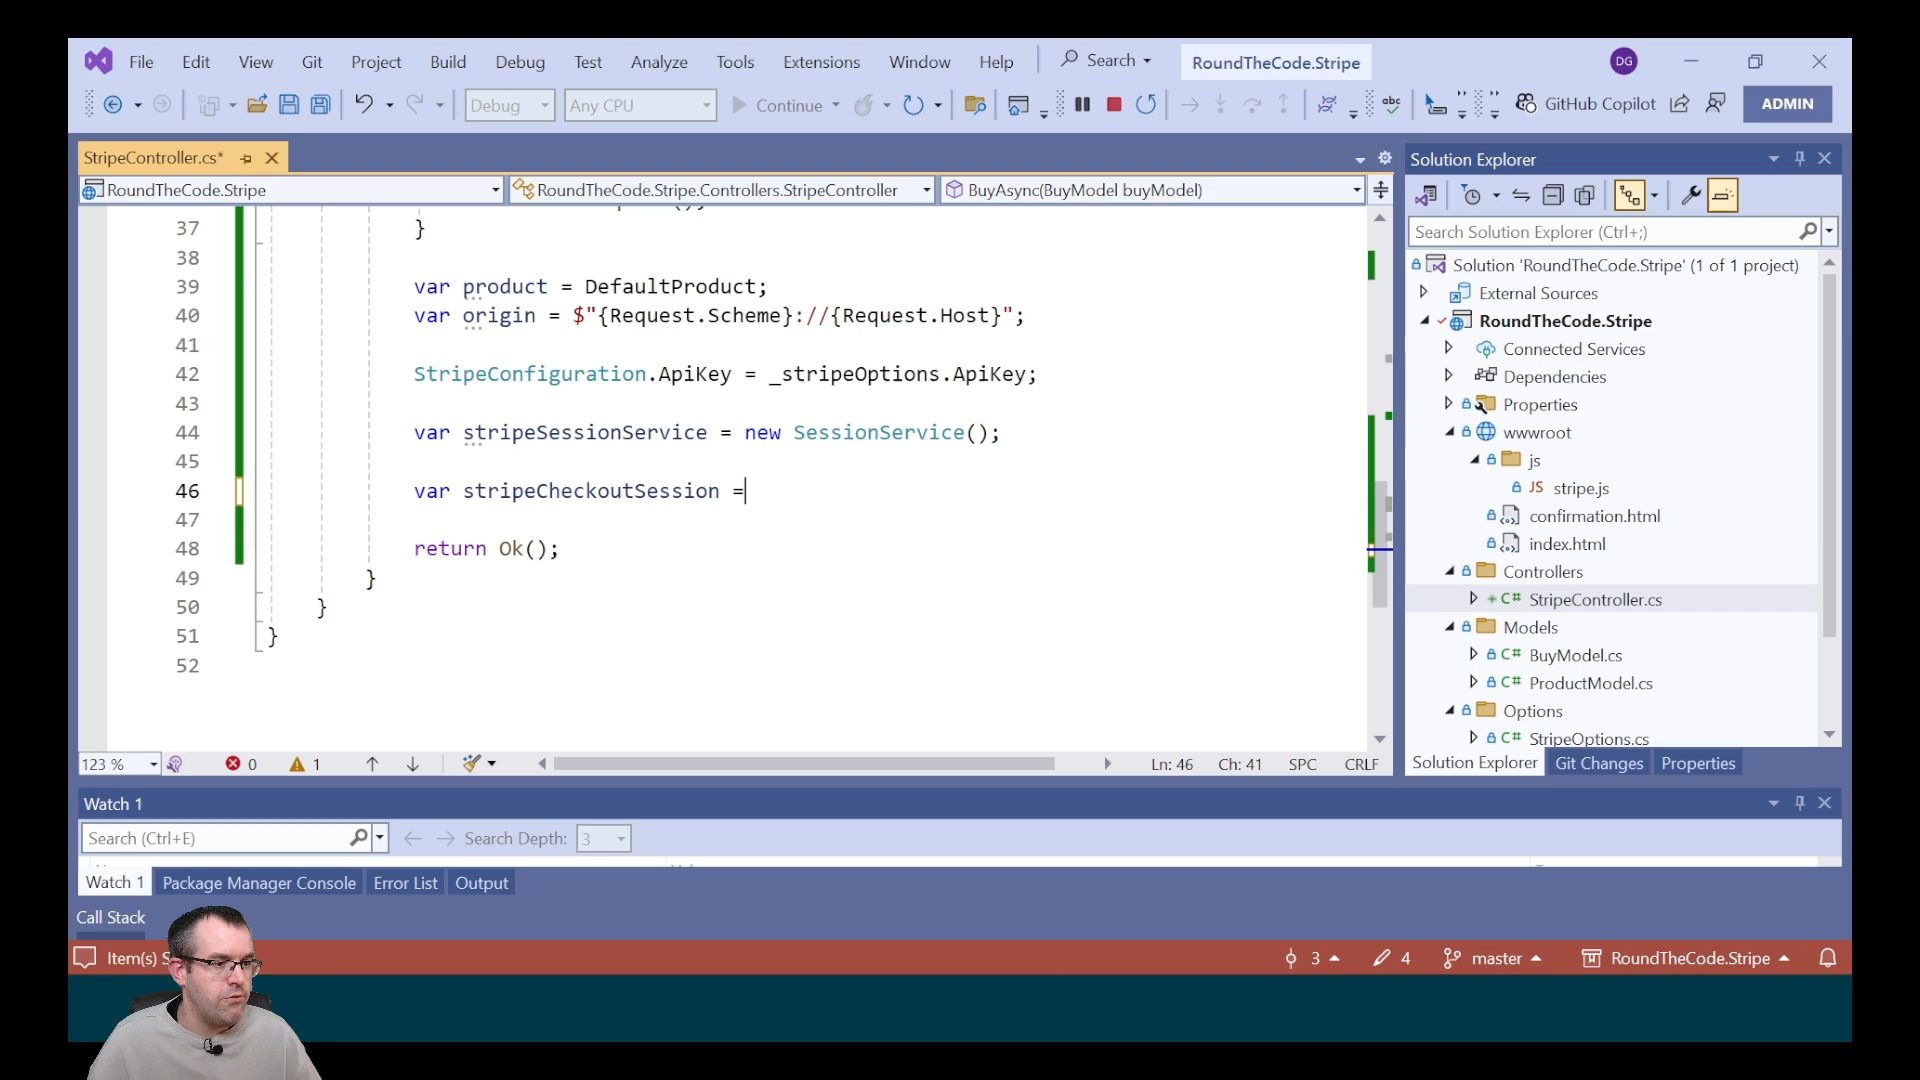 File Edit View Git Project Build Debug Test Analyze Tools Extensions Window Help Search RoundTheCode.Stripe DG
Debug Any CPU Continue abc GitHub Copilot ADMIN
StripeController.cs*
RoundTheCode.Stripe RoundTheCode.Stripe.Controllers.StripeController BuyAsync(BuyModel buyModel)
37 }
38
39 var product = DefaultProduct;
40 var origin = $"{Request.Scheme}://{Request.Host}";
41
42 StripeConfiguration.ApiKey = _stripeOptions.ApiKey;
43
44 var stripeSessionService = new SessionService();
45
46 var stripeCheckoutSession =
47
48 return Ok();
49 }
50 }
51 }
52
123 % 0 1 Ln: 46 Ch: 41 SPC CRLF
Solution Explorer
Search Solution Explorer (Ctrl+;)
Solution 'RoundTheCode.Stripe' (1 of 1 project)
External Sources
RoundTheCode.Stripe
Connected Services
Dependencies
Properties
wwwroot
js
JS stripe.js
confirmation.html
index.html
Controllers
C# StripeController.cs
Models
C# BuyModel.cs
C# ProductModel.cs
Options
C# StripeOptions.cs
Solution Explorer Git Changes Properties
Watch 1
Search (Ctrl+E) Search Depth: 3
Watch 1 Package Manager Console Error List Output
Call Stack
Item(s) 3 4 master RoundTheCode.Stripe